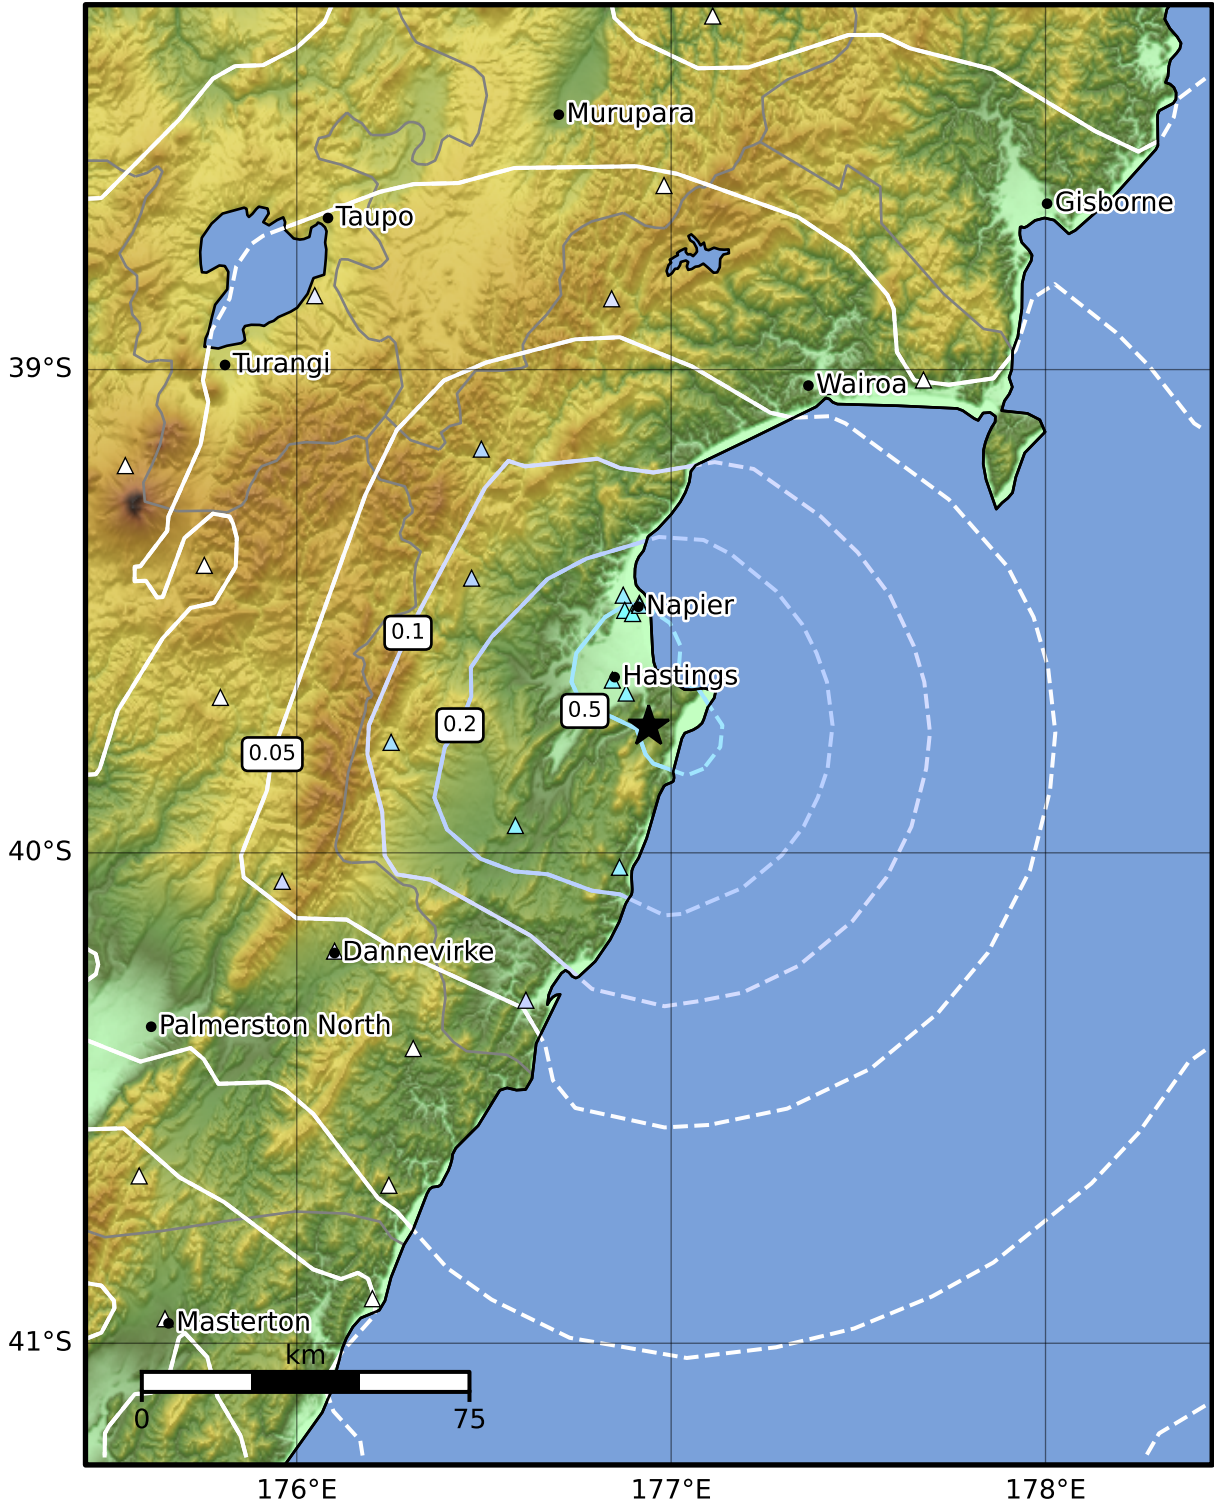 Murupara
Gisborne
Taupo
39°S
Turangi
Wairoa
Napier
0.1
Hastings
0.5
0.2
0.05
40°S
Dannevirke
Palmerston North
Masterton
41°S
km
0
75
176°E
177°E
178°E